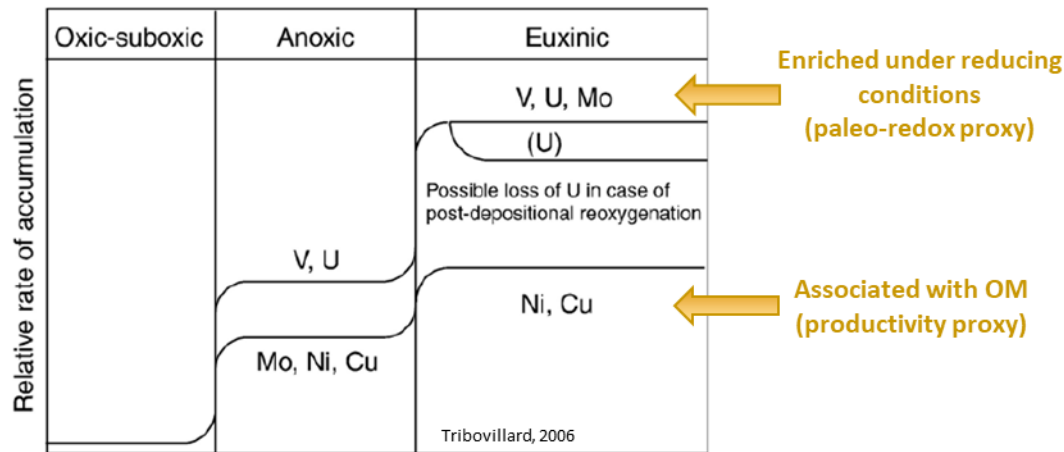 Oxic-suboxic
Anoxic
Euxinic
Relative rate of accumulation
V, U, Mo
(U)
Possible loss of U in case of
post-depositional reoxygenation
V, U
Mo, Ni, Cu
Ni, Cu
Tribovillard, 2006
Enriched under reducing
conditions
(paleo-redox proxy)
Associated with OM
(productivity proxy)